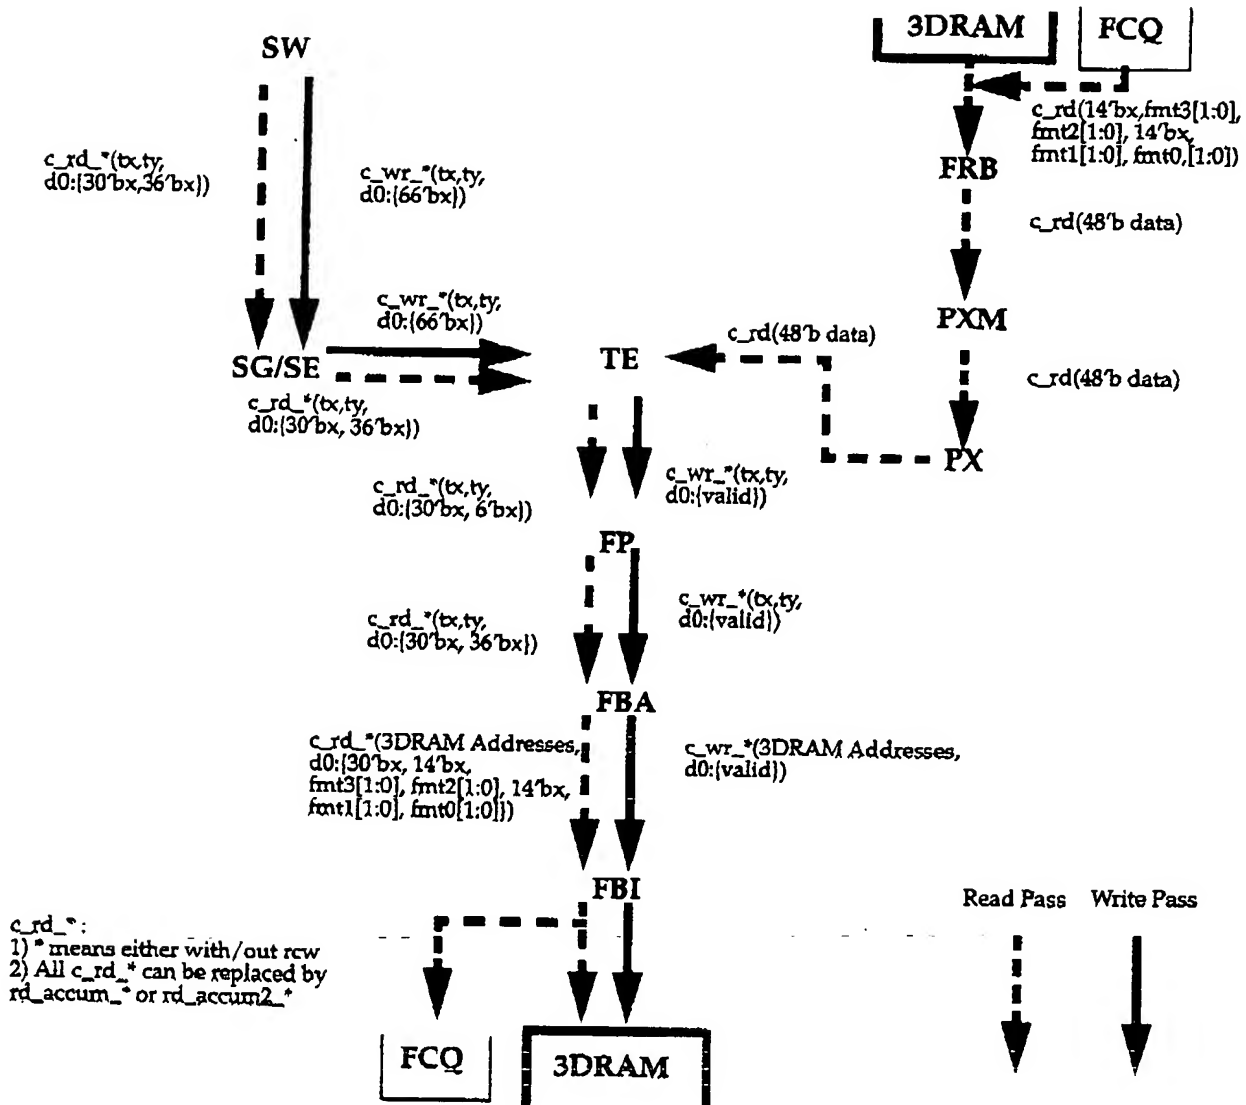 SW
3DRAM
FCQ
c_rd(14'bx,fmt3[1:0],
fmt2[1:0], 14'bx,
fmt1[1:0], fmt0,[1:0])
c_rd_*(tx,ty,
d0:{30'bx,36'bx})
c_wr_*(tx,ty,
d0:{66'bx})
FRB
c_rd(48'b data)
c_wr_*(tx,ty,
d0:{66'bx})
PXM
c_rd(48'b data)
SG/SE
TE
c_rd(48'b data)
c_rd_*(tx,ty,
d0:{30'bx, 36'bx})
PX
c_rd_*(tx,ty,
d0:{30'bx, 6'bx})
c_wr_*(tx,ty,
d0:{valid})
FP
c_rd_*(tx,ty,
d0:{30'bx, 36'bx})
c_wr_*(tx,ty,
d0:{valid})
FBA
c_rd_*(3DRAM Addresses,
d0:{30'bx, 14'bx,
fmt3[1:0], fmt2[1:0], 14'bx,
fmt1[1:0], fmt0[1:0]})
c_wr_*(3DRAM Addresses,
d0:{valid})
FBI
Read Pass
Write Pass
c_rd_* :
1) * means either with/out rcw
2) All c_rd_* can be replaced by
rd_accum_* or rd_accum2_*
FCQ
3DRAM